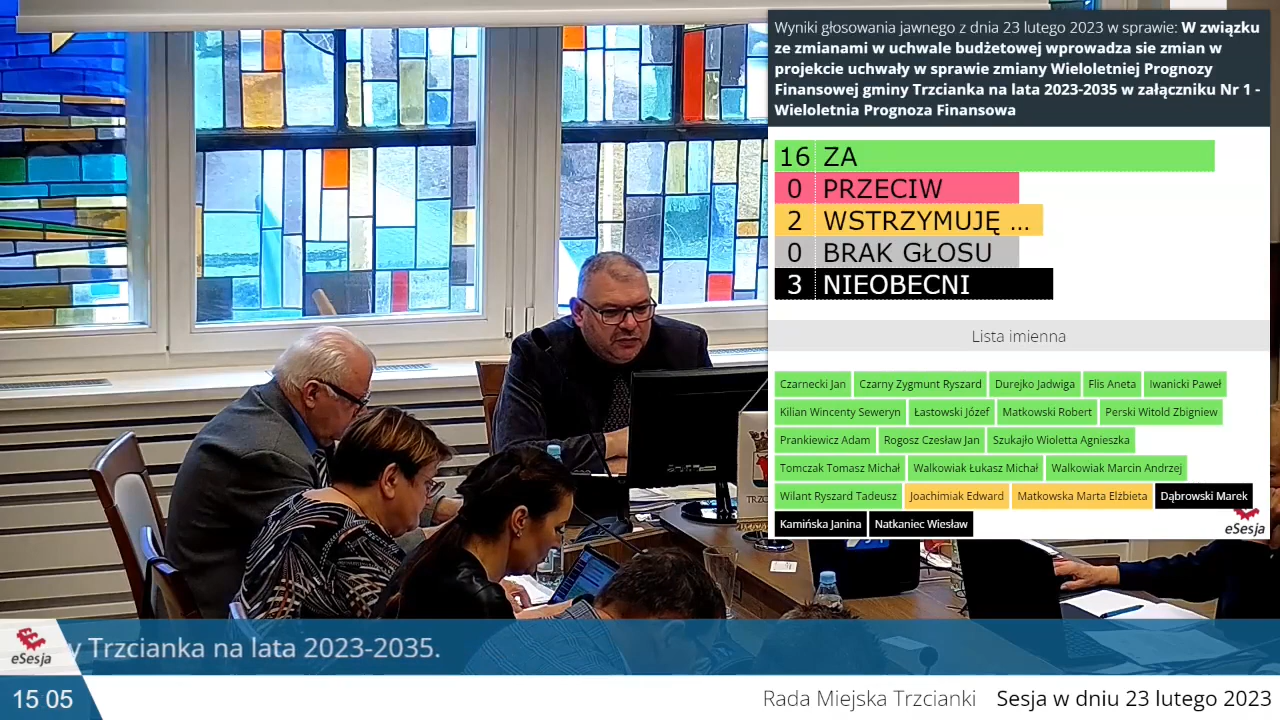 Wyniki głosowania jawnego z dnia 23 lutego 2023 w sprawie: W związku
ze zmianami w uchwale budżetowej wprowadza sie zmian w
projekcie uchwały w sprawie zmiany Wieloletniej Prognozy
Finansowej gminy Trzcianka na lata 2023-2035 w załączniku Nr 1 -
Wieloletnia Prognoza Finansowa
16 ZA
0 PRZECIW
2 WSTRZYMUJĘ ...
0 BRAK GŁOSU
3 NIEOBECNI
Lista imienna
Czarnecki Jan Czarny Zygmunt Ryszard Durejko Jadwiga Flis Aneta Iwanicki Paweł
Kilian Wincenty Seweryn Łastowski Józef Matkowski Robert Perski Witold Zbigniew
Prankiewicz Adam Rogosz Czesław Jan Szukajło Wioletta Agnieszka
Tomczak Tomasz Michał Walkowiak Łukasz Michał Walkowiak Marcin Andrzej
Wilant Ryszard Tadeusz Joachimiak Edward Matkowska Marta Elżbieta Dąbrowski Marek
Kamińska Janina Natkaniec Wiesław
eSesja
TRZC
eSesja
y Trzcianka na lata 2023-2035.
15 05
Rada Miejska Trzcianki Sesja w dniu 23 lutego 2023